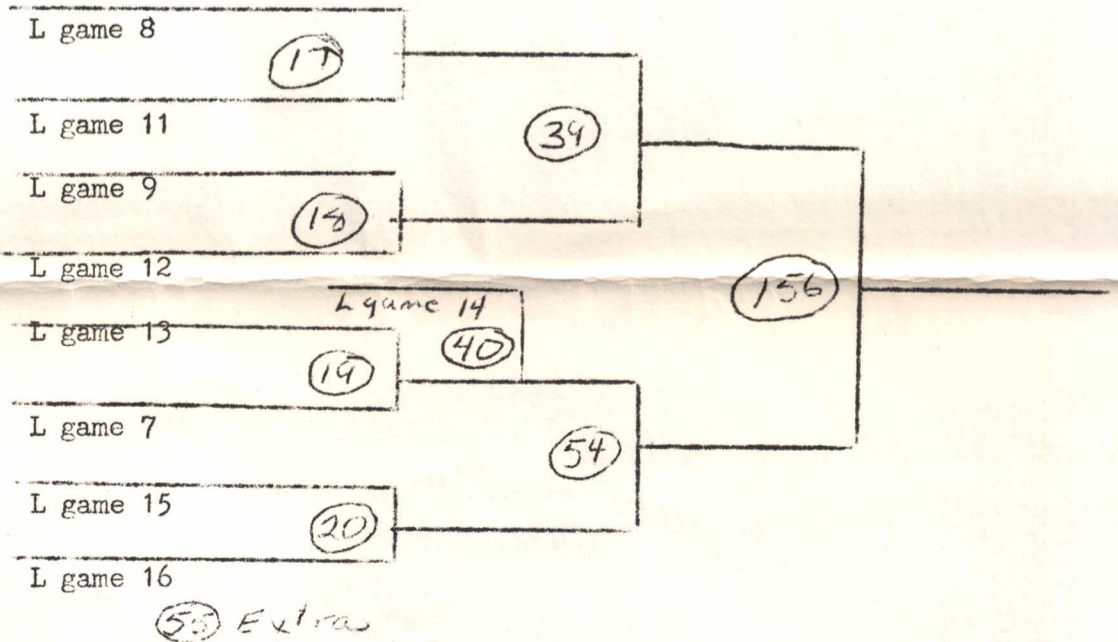 L game 8
17
L game 11
39
L game 9
18
L game 12
156
L game 14
L game 13
40
19
L game 7
54
L game 15
20
L game 16
55 Extra